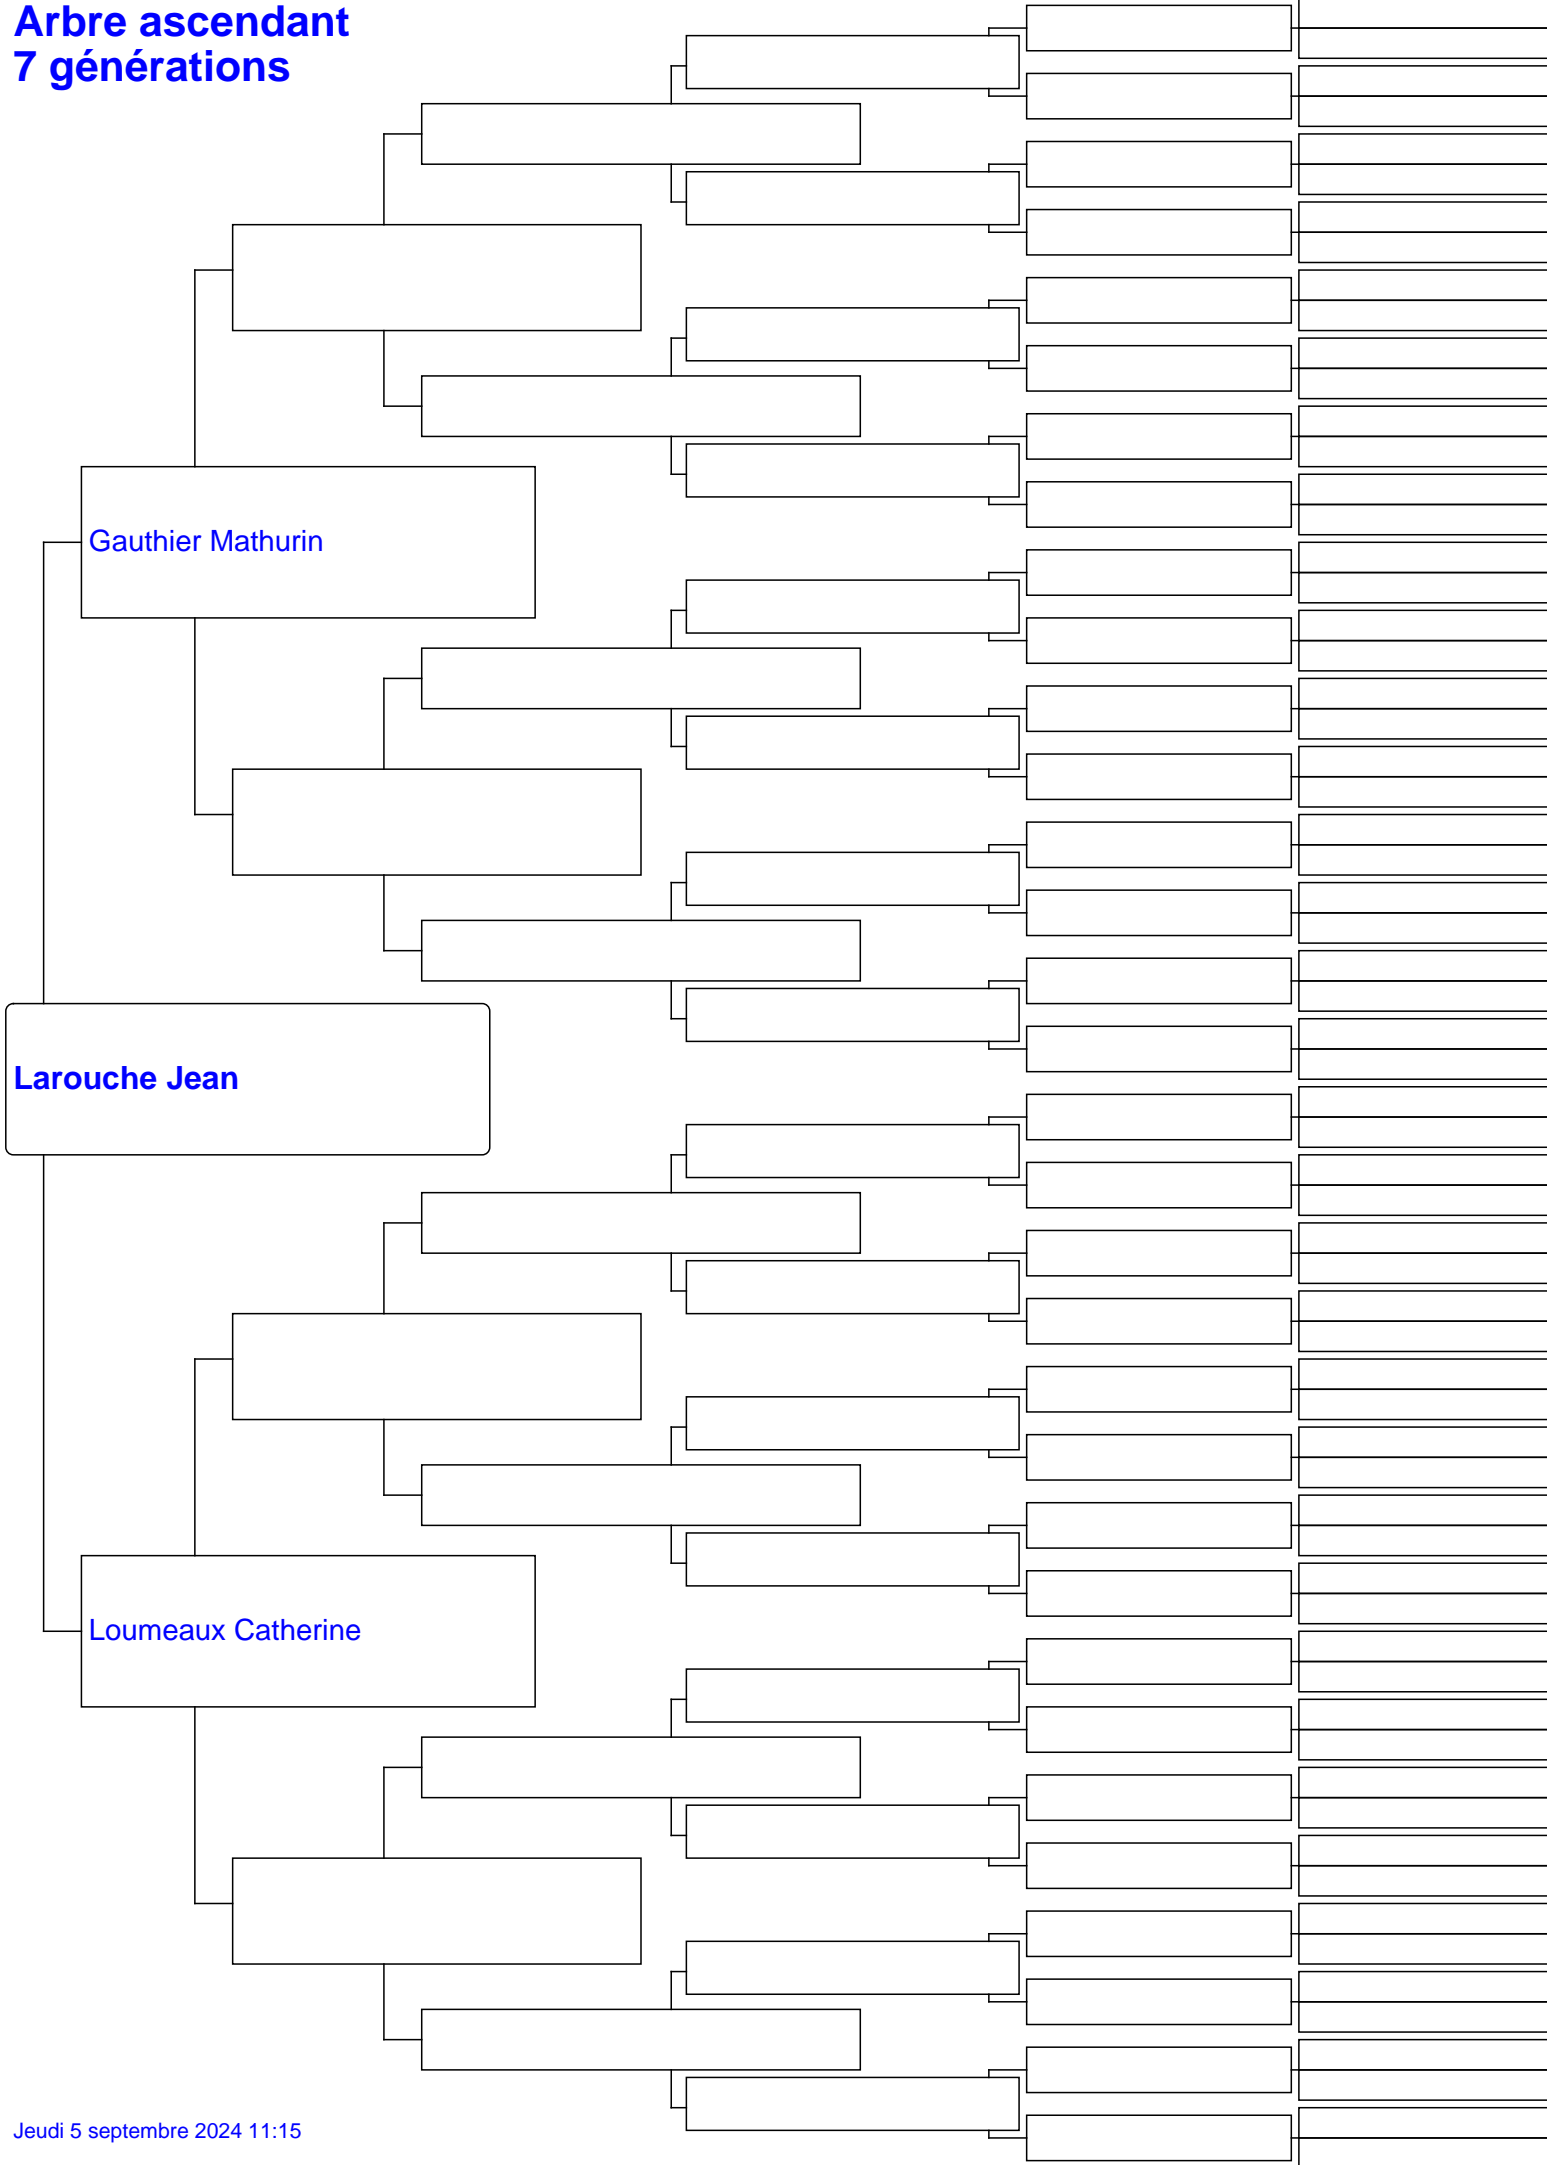 Arbre ascendant
7 générations
Gauthier Mathurin
Larouche Jean
Loumeaux Catherine
Jeudi 5 septembre 2024 11:15